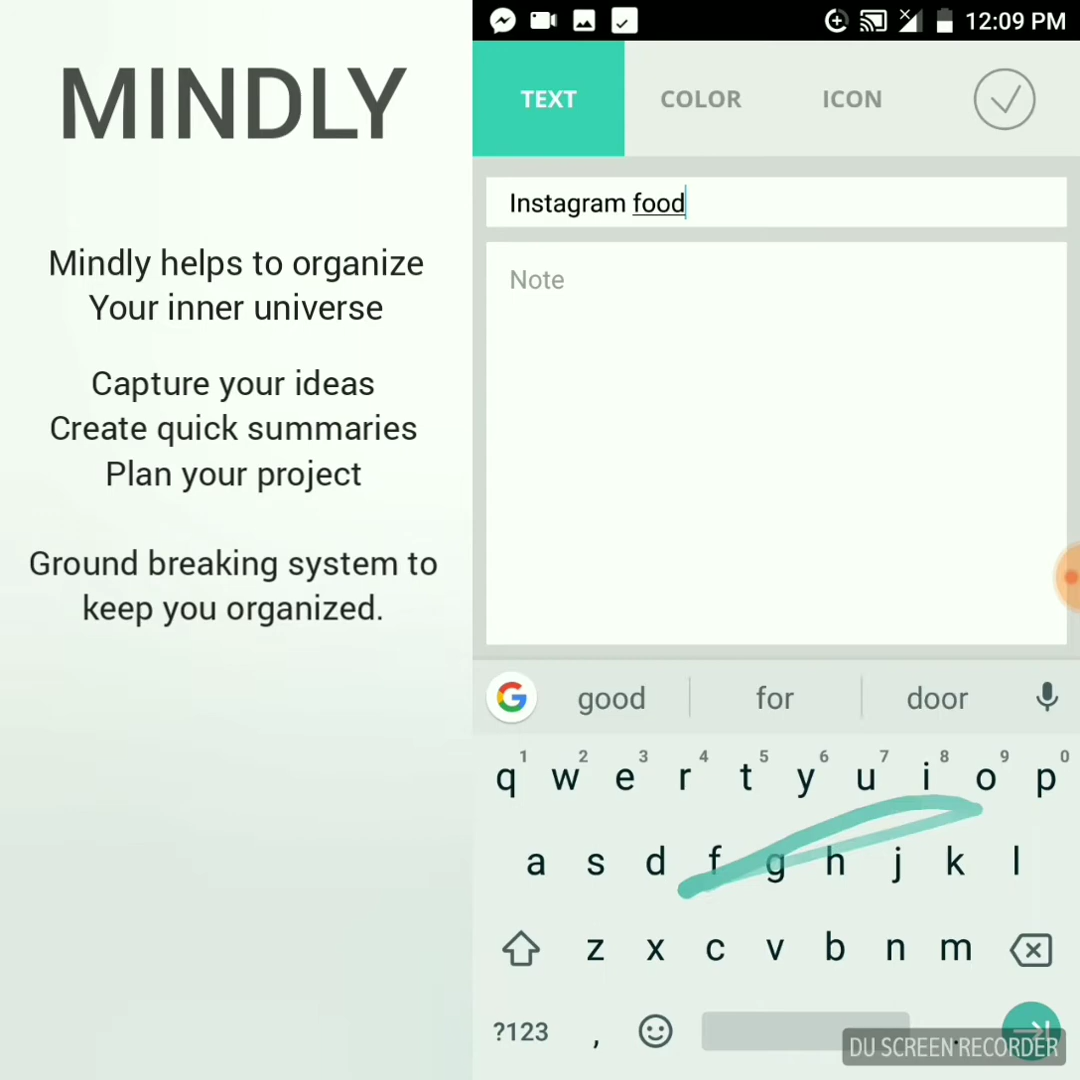 MINDLY
Mindly helps to organize
Your inner universe
Capture your ideas
Create quick summaries
Plan your project
Ground breaking system to
keep you organized.
12:09 PM
TEXT COLOR ICON
Instagram food
Note
good for door
1 2 3 4 5 6 7 8 9 0
q w e r t y u i o p
a s d f g h j k l
z x c v b n m
?123 , .
DU SCREEN RECORDER